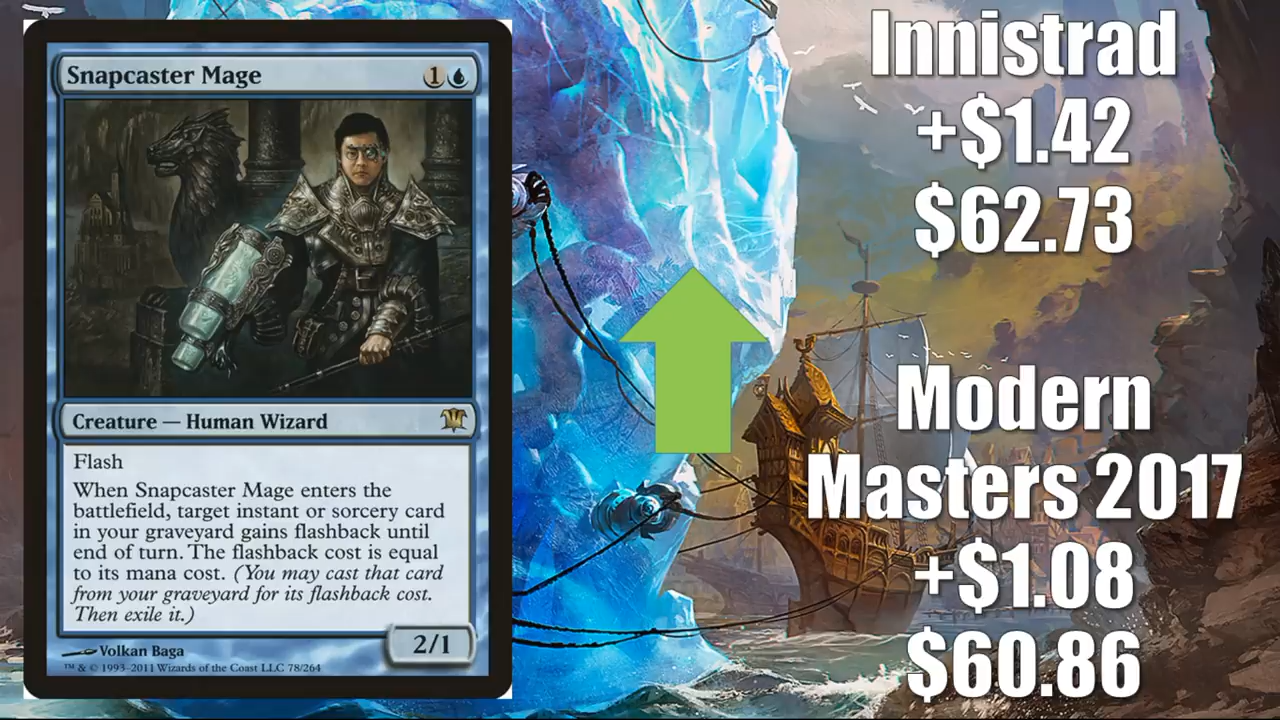 Snapcaster Mage
1
Creature — Human Wizard
Flash
When Snapcaster Mage enters the
battlefield, target instant or sorcery card
in your graveyard gains flashback until
end of turn. The flashback cost is equal
to its mana cost. (You may cast that card
from your graveyard for its flashback cost.
Then exile it.)
2/1
Volkan Baga
™ & © 1993–2011 Wizards of the Coast LLC 78/264
Innistrad
+$1.42
$62.73
Modern
Masters 2017
+$1.08
$60.86